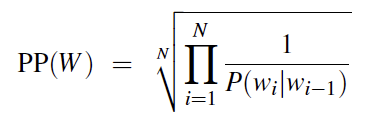 PP(W) = \sqrt[N]{\prod_{i=1}^{N} \frac{1}{P(w_i|w_{i-1})}}